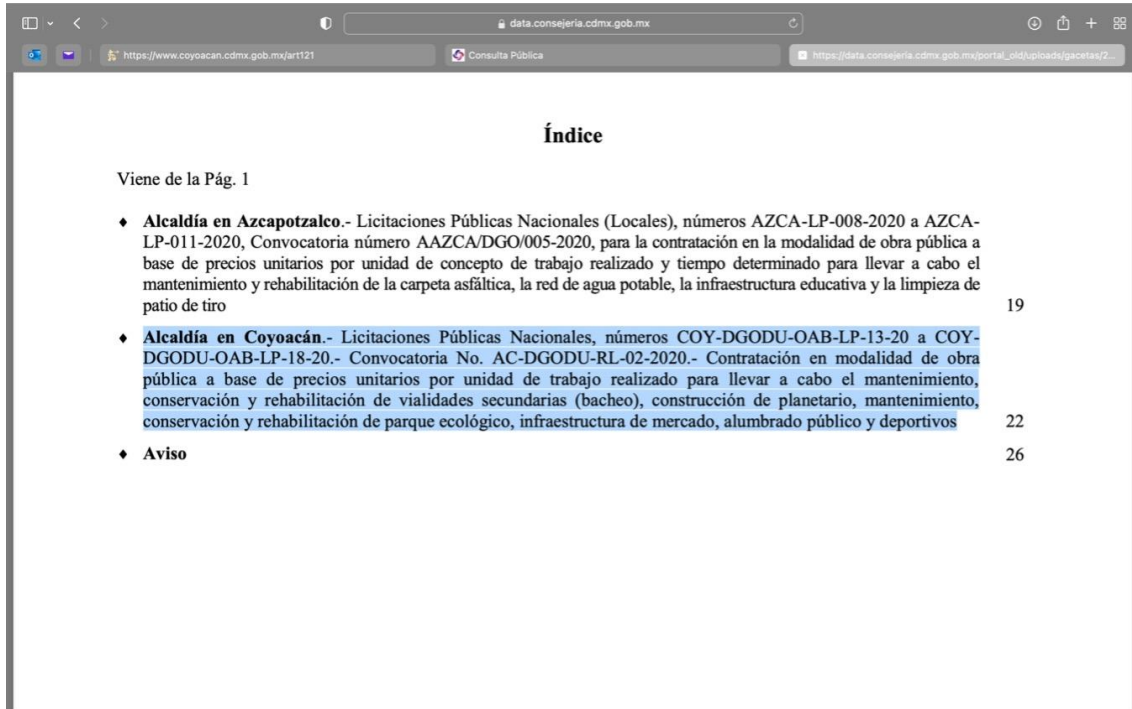 data.consejeria.cdmx.gob.mx
https://www.coyoacan.cdmx.gob.mx/art121
Consulta Pública
https://data.consejeria.cdmx.gob.mx/portal_old/uploads/gacetas/2...
Índice
Viene de la Pág. 1
♦ Alcaldía en Azcapotzalco.- Licitaciones Públicas Nacionales (Locales), números AZCA-LP-008-2020 a AZCA-
LP-011-2020, Convocatoria número AAZCA/DGO/005-2020, para la contratación en la modalidad de obra pública a
base de precios unitarios por unidad de concepto de trabajo realizado y tiempo determinado para llevar a cabo el
mantenimiento y rehabilitación de la carpeta asfáltica, la red de agua potable, la infraestructura educativa y la limpieza de
patio de tiro 19
♦ Alcaldía en Coyoacán.- Licitaciones Públicas Nacionales, números COY-DGODU-OAB-LP-13-20 a COY-
DGODU-OAB-LP-18-20.- Convocatoria No. AC-DGODU-RL-02-2020.- Contratación en modalidad de obra
pública a base de precios unitarios por unidad de trabajo realizado para llevar a cabo el mantenimiento,
conservación y rehabilitación de vialidades secundarias (bacheo), construcción de planetario, mantenimiento,
conservación y rehabilitación de parque ecológico, infraestructura de mercado, alumbrado público y deportivos 22
♦ Aviso 26